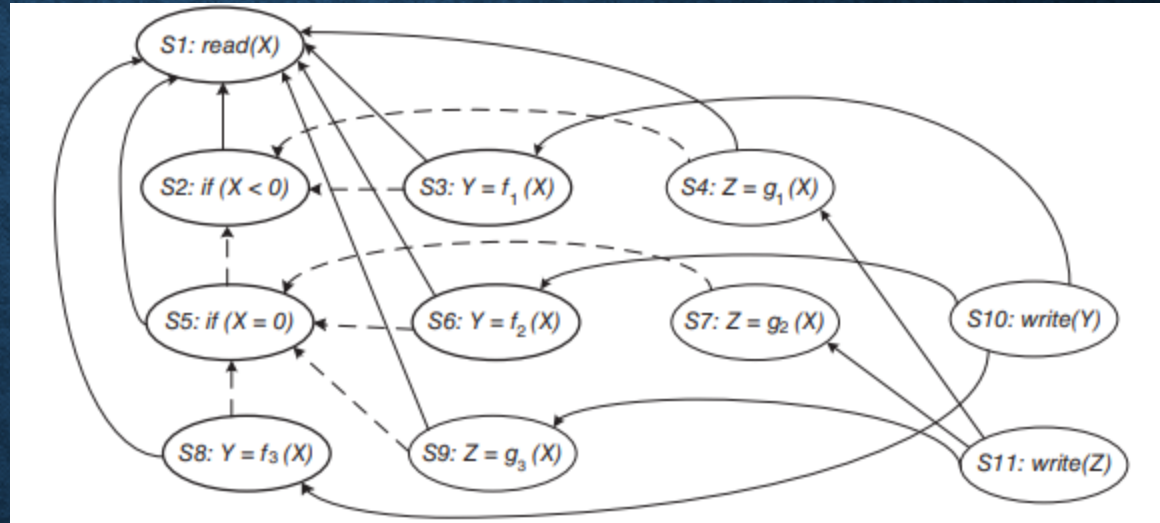 S1: read(X)
S2: if (X < 0)
S3: Y = f₁ (X)
S4: Z = g₁ (X)
S5: if (X = 0)
S6: Y = f₂ (X)
S7: Z = g₂ (X)
S10: write(Y)
S8: Y = f₃ (X)
S9: Z = g₃ (X)
S11: write(Z)